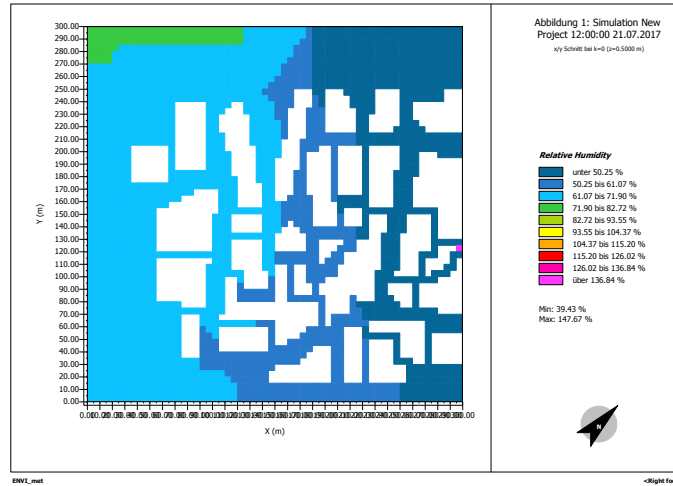 Abbildung 1: Simulation New
Project 12:00:00 21.07.2017
x/y Schnitt bei k=0 (z=0.5000 m)
300.00
290.00
280.00
270.00
260.00
250.00
240.00
230.00
220.00
210.00
200.00
190.00
180.00
170.00
160.00
150.00
140.00
130.00
120.00
110.00
100.00
90.00
80.00
70.00
60.00
50.00
40.00
30.00
20.00
10.00
0.00
Y (m)
X (m)
Relative Humidity
unter 50.25 %
50.25 bis 61.07 %
61.07 bis 71.90 %
71.90 bis 82.72 %
82.72 bis 93.55 %
93.55 bis 104.37 %
104.37 bis 115.20 %
115.20 bis 126.02 %
126.02 bis 136.84 %
über 136.84 %
Min: 39.43 %
Max: 147.67 %
N
ENVI_met
<Right foo